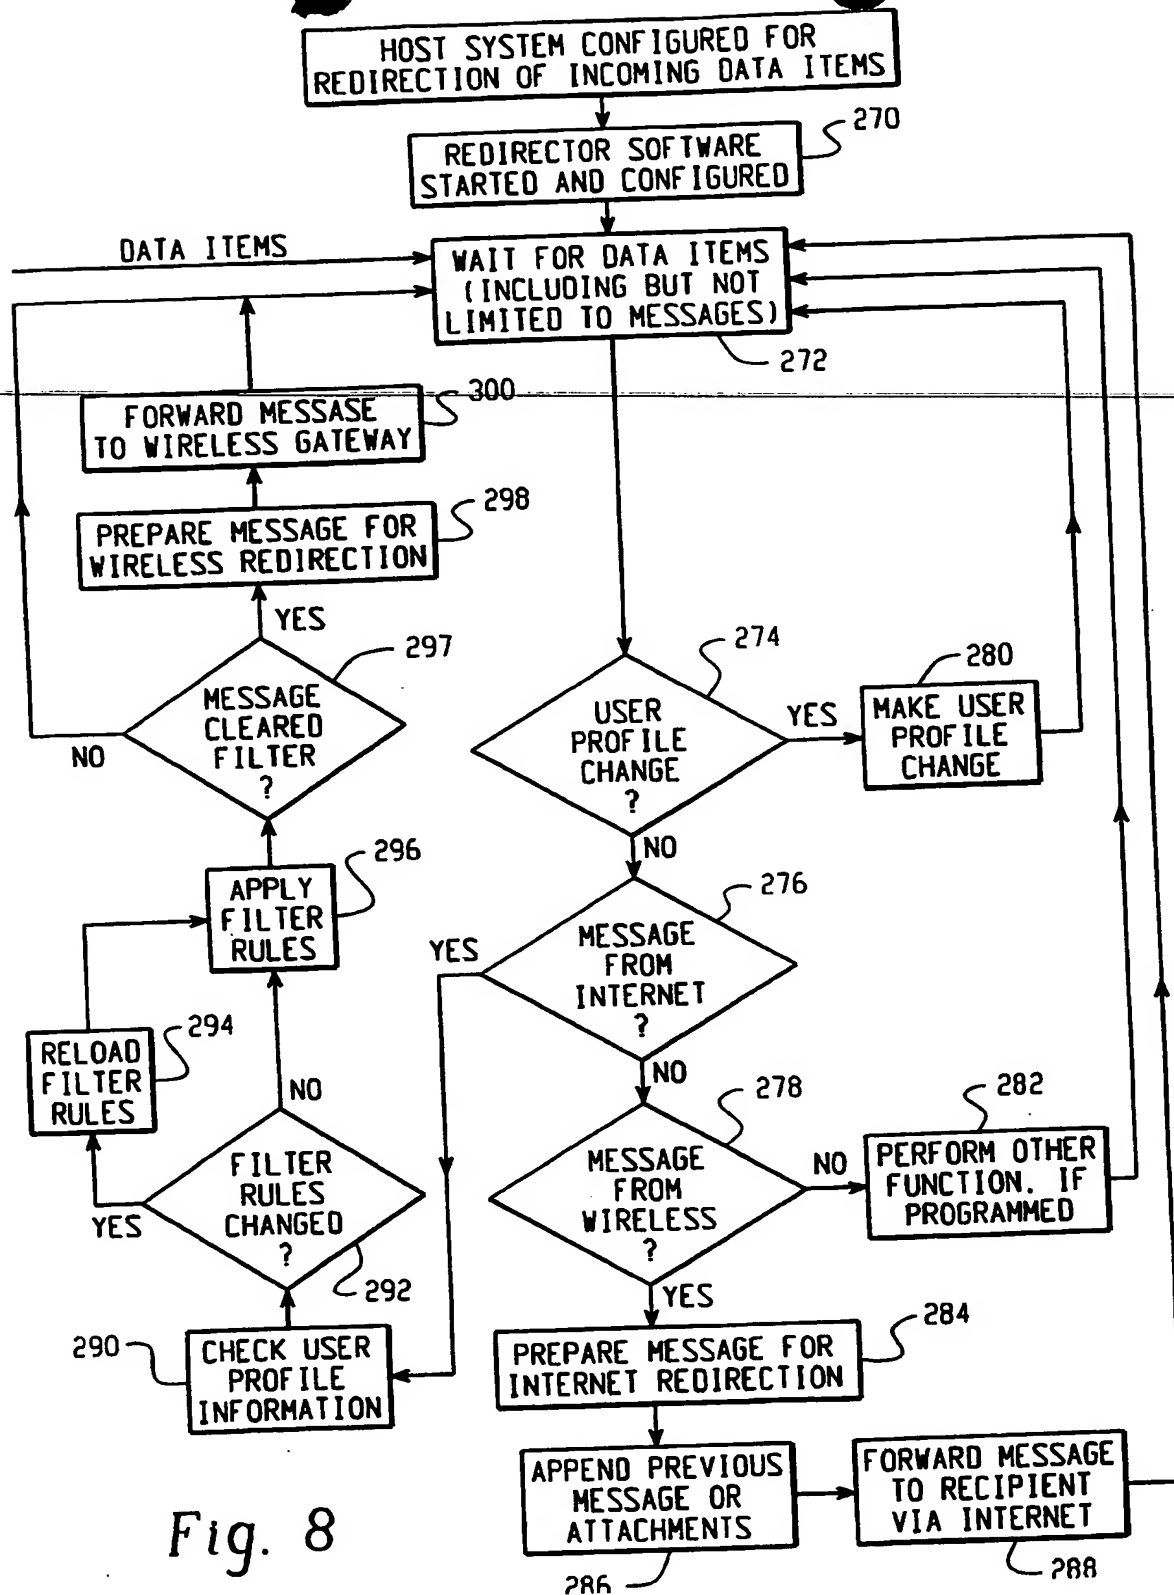 HOST SYSTEM CONFIGURED FOR
REDIRECTION OF INCOMING DATA ITEMS
270
REDIRECTOR SOFTWARE
STARTED AND CONFIGURED
DATA ITEMS
WAIT FOR DATA ITEMS
(INCLUDING BUT NOT
LIMITED TO MESSAGES)
272
300
FORWARD MESSASE
TO WIRELESS GATEWAY
298
PREPARE MESSAGE FOR
WIRELESS REDIRECTION
YES
297
MESSAGE
CLEARED
FILTER
?
NO
274
USER
PROFILE
CHANGE
?
YES
280
MAKE USER
PROFILE
CHANGE
NO
296
APPLY
FILTER
RULES
276
MESSAGE
FROM
INTERNET
?
YES
NO
294
RELOAD
FILTER
RULES
NO
FILTER
RULES
CHANGED
?
YES
292
278
MESSAGE
FROM
WIRELESS
?
NO
282
PERFORM OTHER
FUNCTION. IF
PROGRAMMED
YES
290
CHECK USER
PROFILE
INFORMATION
284
PREPARE MESSAGE FOR
INTERNET REDIRECTION
APPEND PREVIOUS
MESSAGE OR
ATTACHMENTS
286
FORWARD MESSAGE
TO RECIPIENT
VIA INTERNET
288
Fig. 8